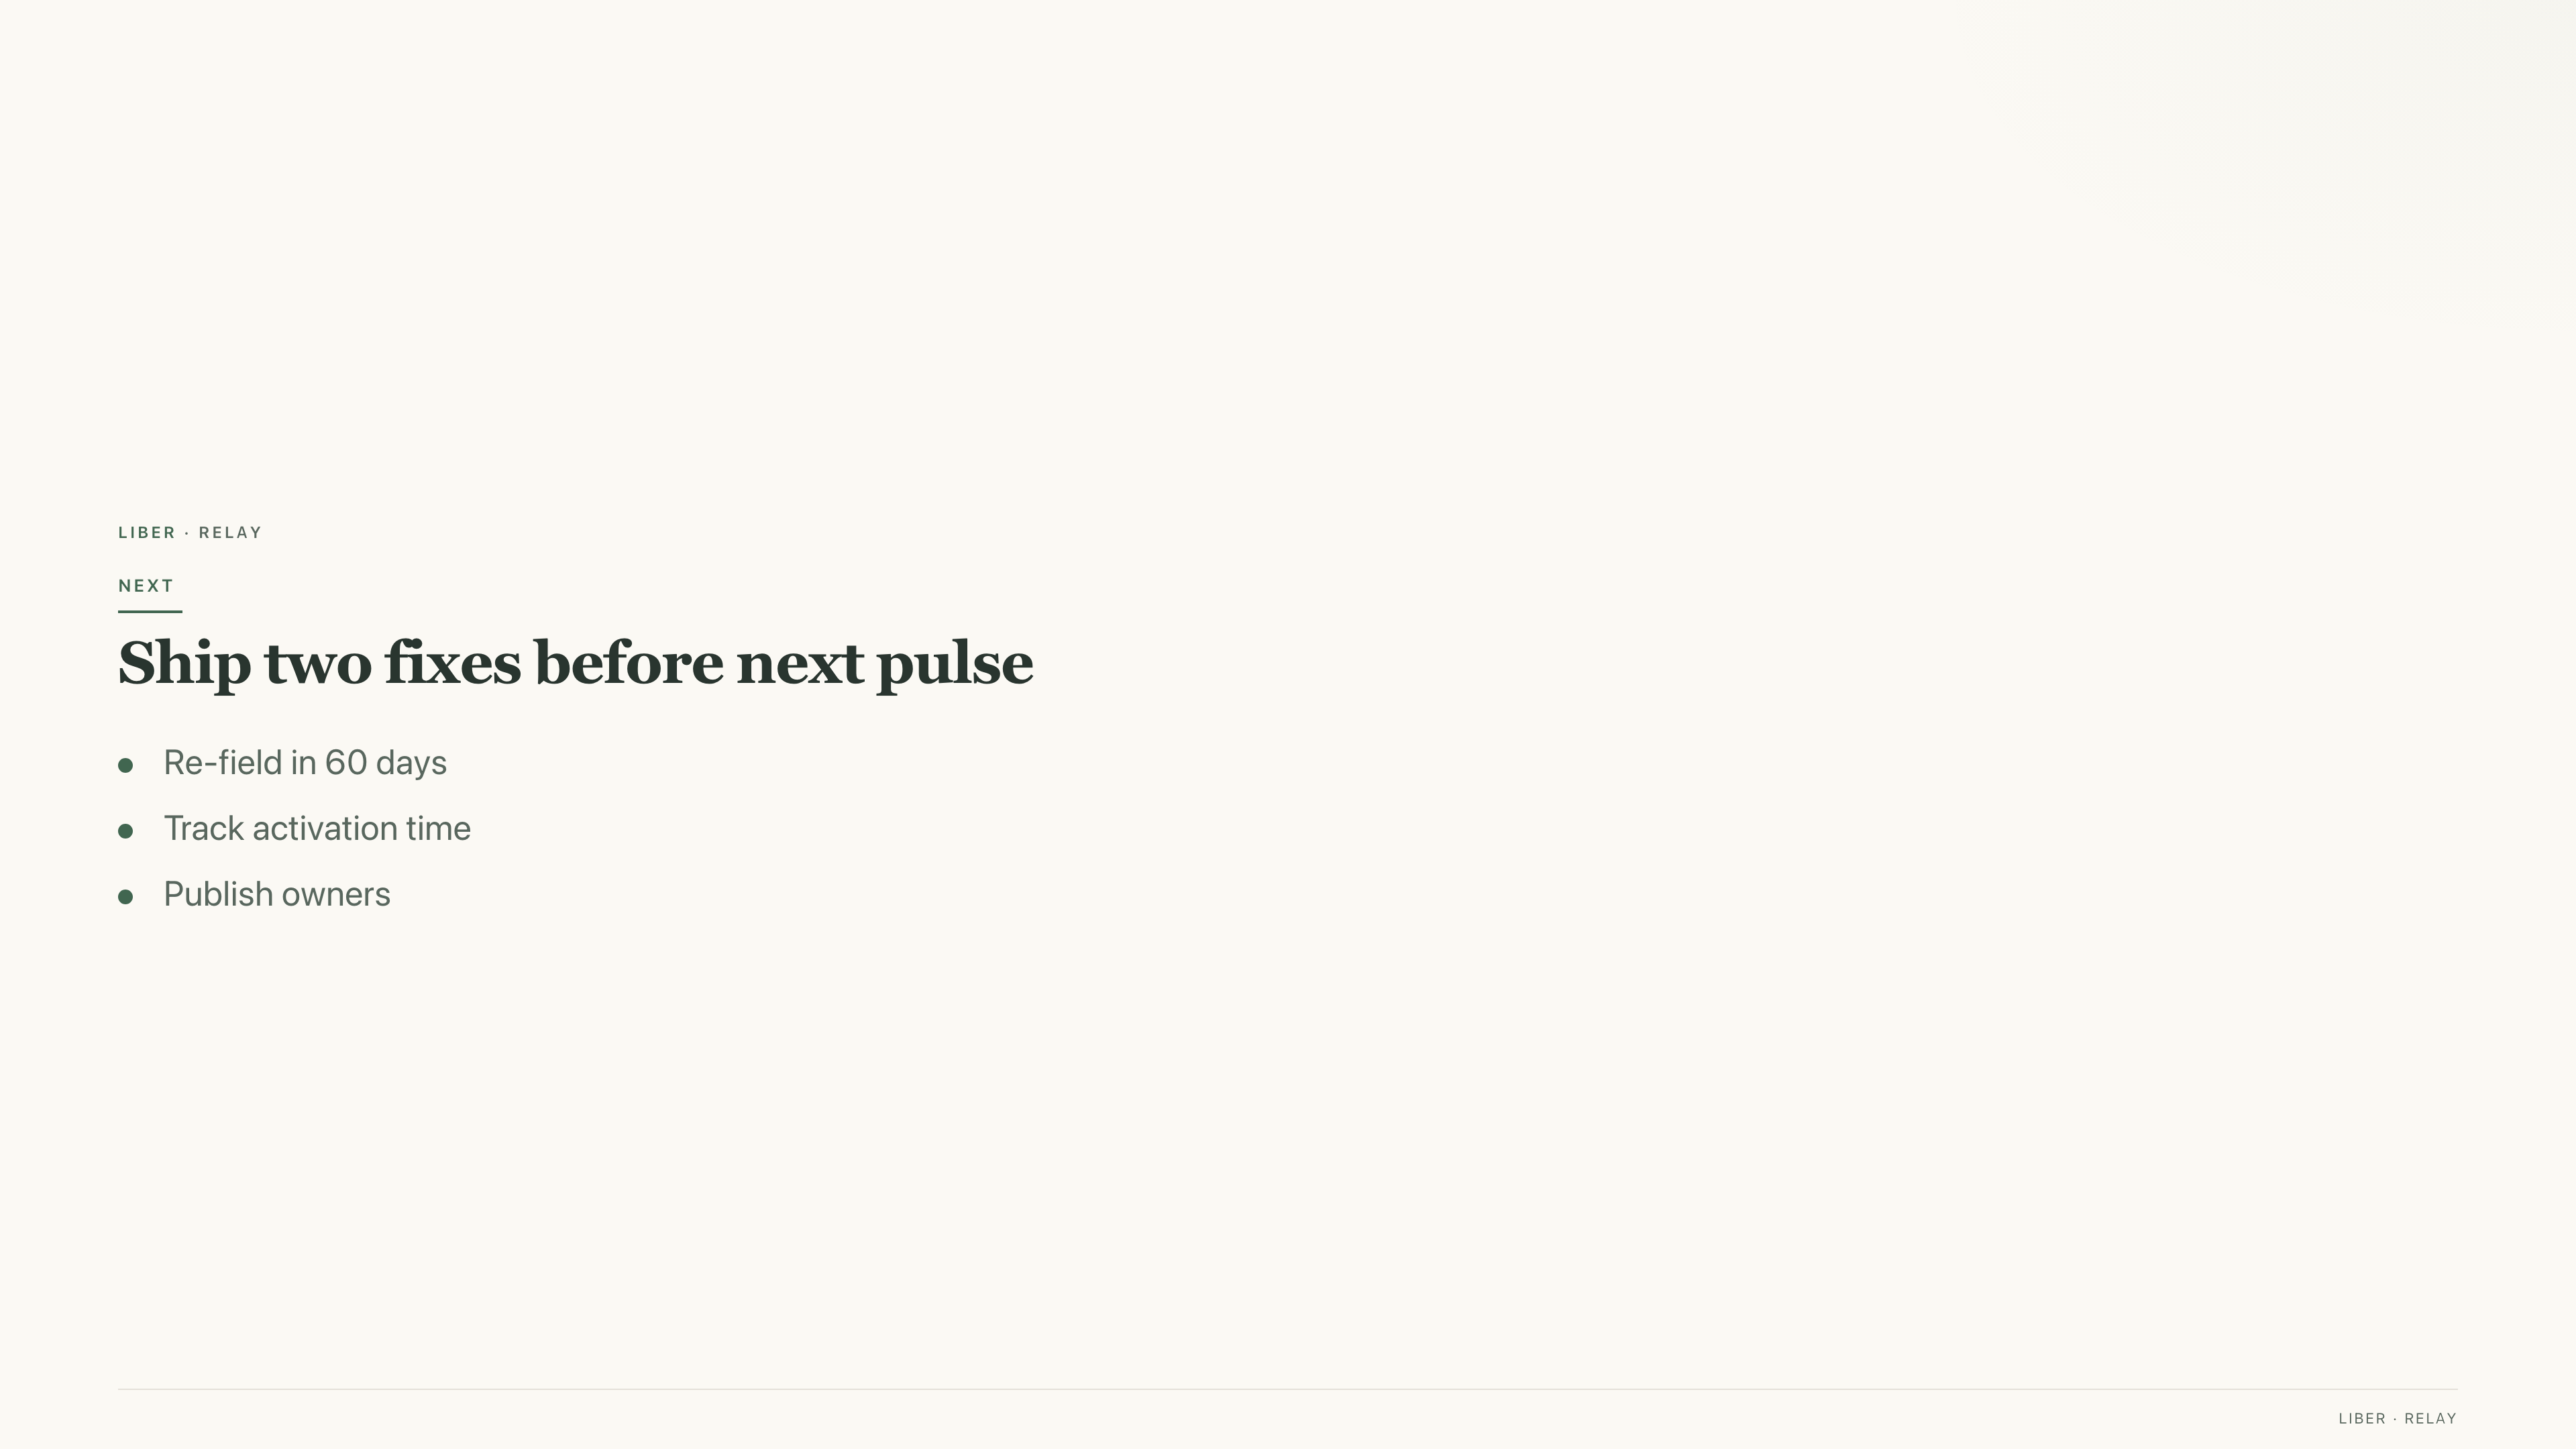 LIBER · RELAY
NEXT
Ship two fixes before next pulse
Re-field in 60 days
Track activation time
Publish owners
LIBER · RELAY